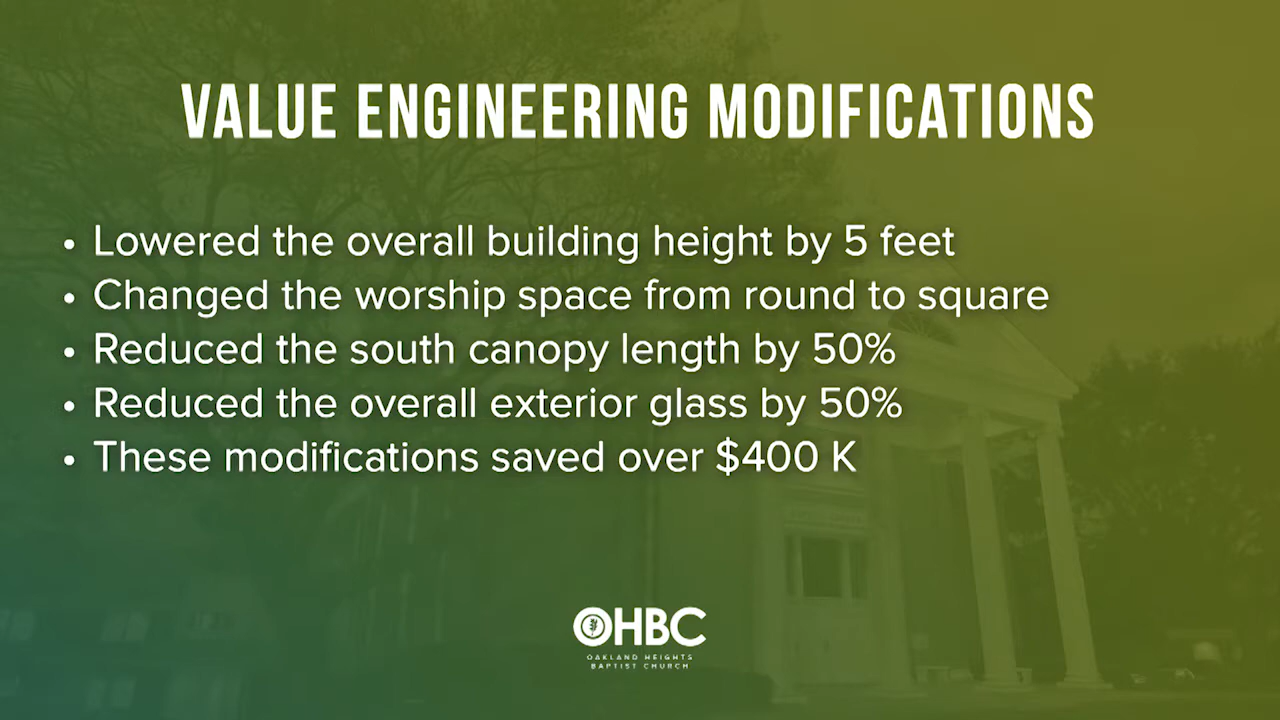 VALUE ENGINEERING MODIFICATIONS
• Lowered the overall building height by 5 feet
• Changed the worship space from round to square
• Reduced the south canopy length by 50%
• Reduced the overall exterior glass by 50%
• These modifications saved over $400 K
OHBC
OAKLAND HEIGHTS
BAPTIST CHURCH